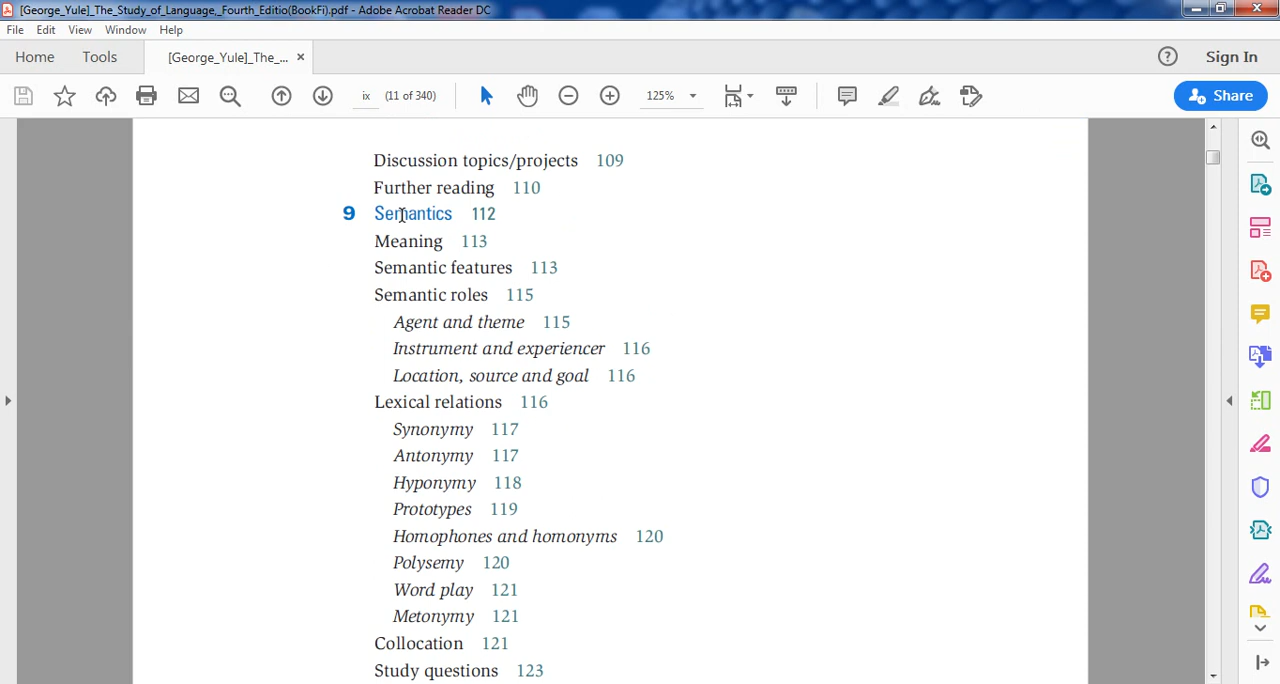 [George_Yule]_The_Study_of_Language,_Fourth_Editio(BookFi).pdf - Adobe Acrobat Reader DC
File Edit View Window Help
Home Tools [George_Yule]_The_... × Sign In
ix (11 of 340) 125% Share
Discussion topics/projects 109
Further reading 110
9 Semantics 112
Meaning 113
Semantic features 113
Semantic roles 115
Agent and theme 115
Instrument and experiencer 116
Location, source and goal 116
Lexical relations 116
Synonymy 117
Antonymy 117
Hyponymy 118
Prototypes 119
Homophones and homonyms 120
Polysemy 120
Word play 121
Metonymy 121
Collocation 121
Study questions 123